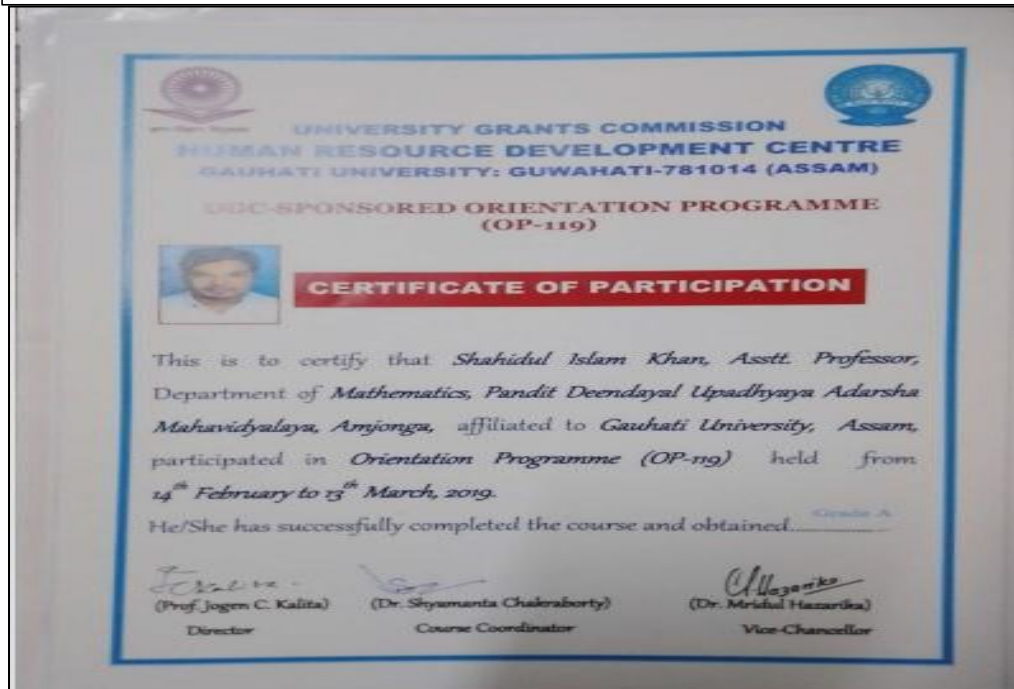 UNIVERSITY GRANTS COMMISSION
HUMAN RESOURCE DEVELOPMENT CENTRE
GAUHATI UNIVERSITY: GUWAHATI-781014 (ASSAM)
UGC-SPONSORED ORIENTATION PROGRAMME
(OP-119)
CERTIFICATE OF PARTICIPATION
This is to certify that Shahidul Islam Khan, Asstt. Professor,
Department of Mathematics, Pandit Deendayal Upadhyaya Adarsha
Mahavidyalaya, Amjonga, affiliated to Gauhati University, Assam,
participated in Orientation Programme (OP-119) held from
14th February to 13th March, 2019.
He/She has successfully completed the course and obtained Grade A
(Prof. Jogen C. Kalita) (Dr. Shyamanta Chakraborty) (Dr. Mridul Hazarika)
Director Course Coordinator Vice-Chancellor